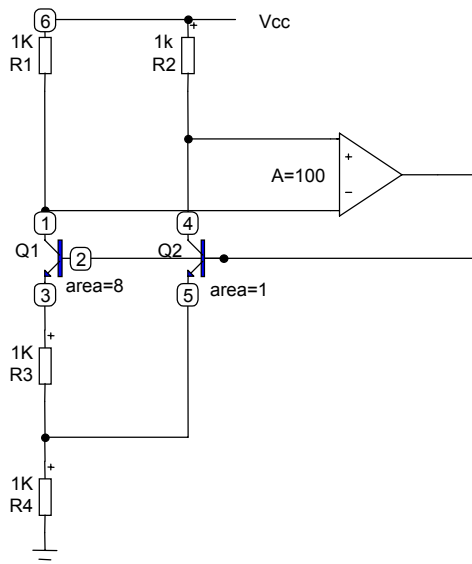 6
+
Vcc
1K
R1
1k
R2
A=100
+
−
1
4
Q1
2
Q2
area=8
area=1
3
5
+
1K
R3
+
1K
R4